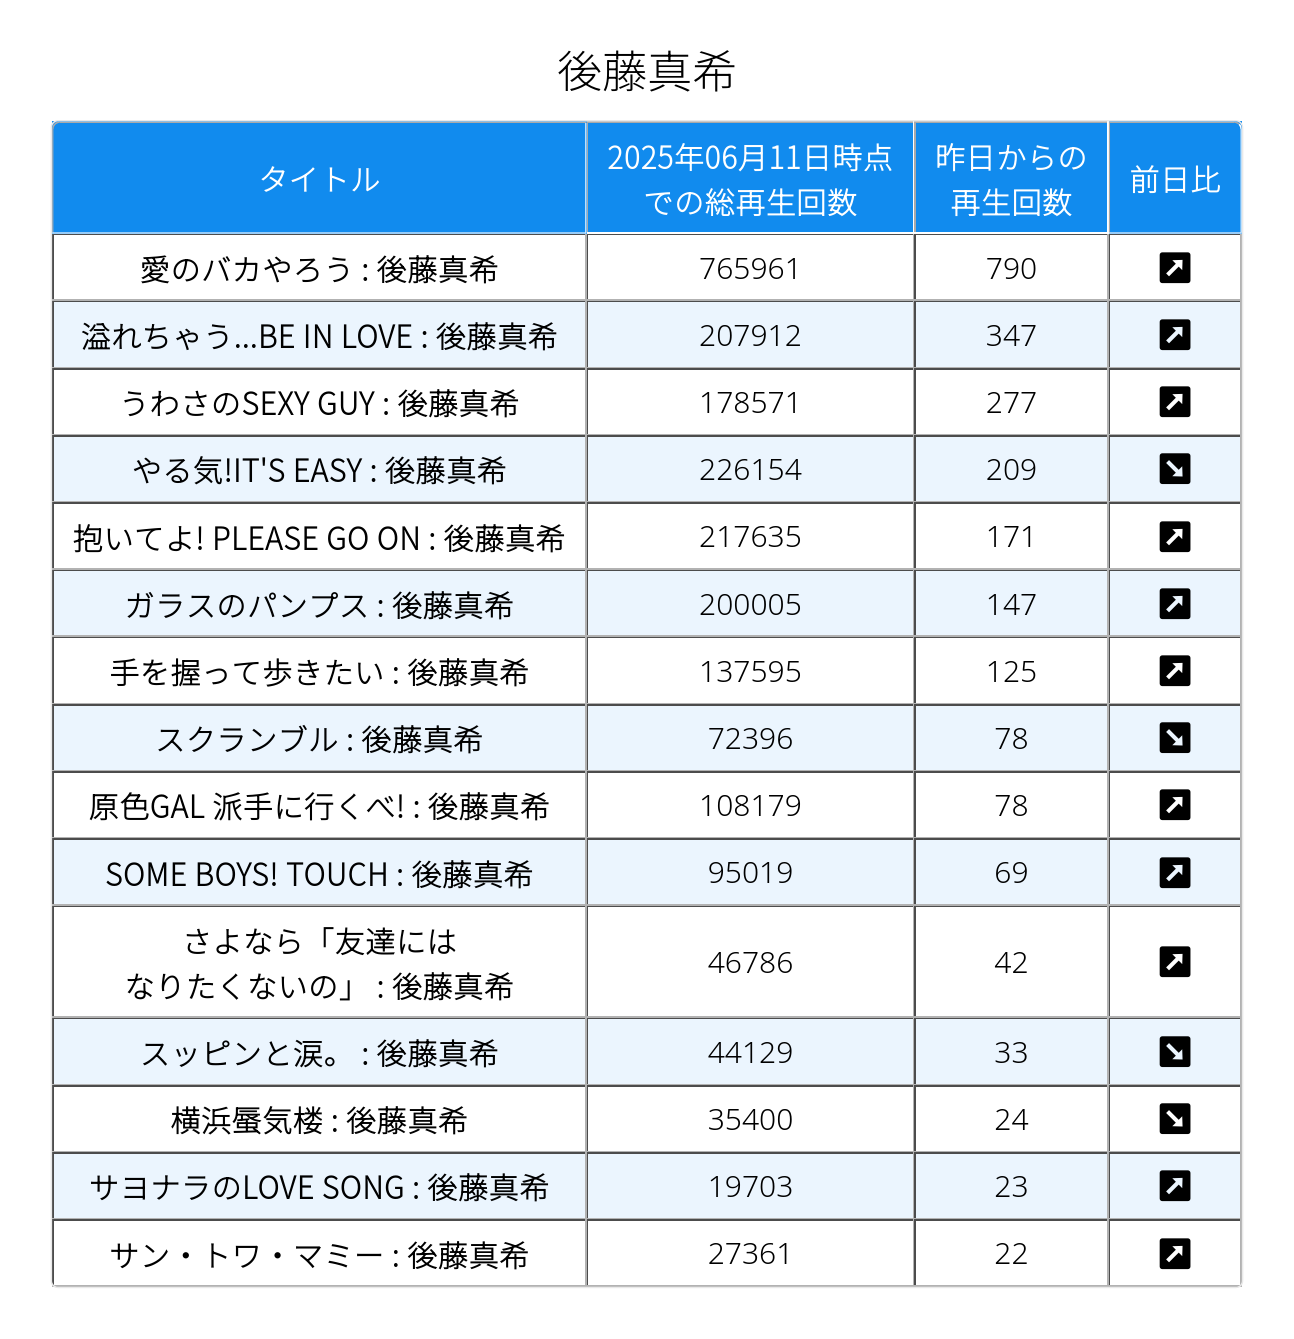 後藤真希
タイトル
2025年06月11日時点
での総再生回数
昨日からの
再生回数
前日比
愛のバカやろう : 後藤真希 765961 790
溢れちゃう...BE IN LOVE : 後藤真希 207912 347
うわさのSEXY GUY : 後藤真希 178571 277
やる気!IT'S EASY : 後藤真希 226154 209
抱いてよ! PLEASE GO ON : 後藤真希 217635 171
ガラスのパンプス : 後藤真希 200005 147
手を握って歩きたい : 後藤真希 137595 125
スクランブル : 後藤真希 72396 78
原色GAL 派手に行くべ! : 後藤真希 108179 78
SOME BOYS! TOUCH : 後藤真希 95019 69
さよなら「友達には
なりたくないの」 : 後藤真希 46786 42
スッピンと涙。 : 後藤真希 44129 33
横浜蜃気楼 : 後藤真希 35400 24
サヨナラのLOVE SONG : 後藤真希 19703 23
サン・トワ・マミー : 後藤真希 27361 22